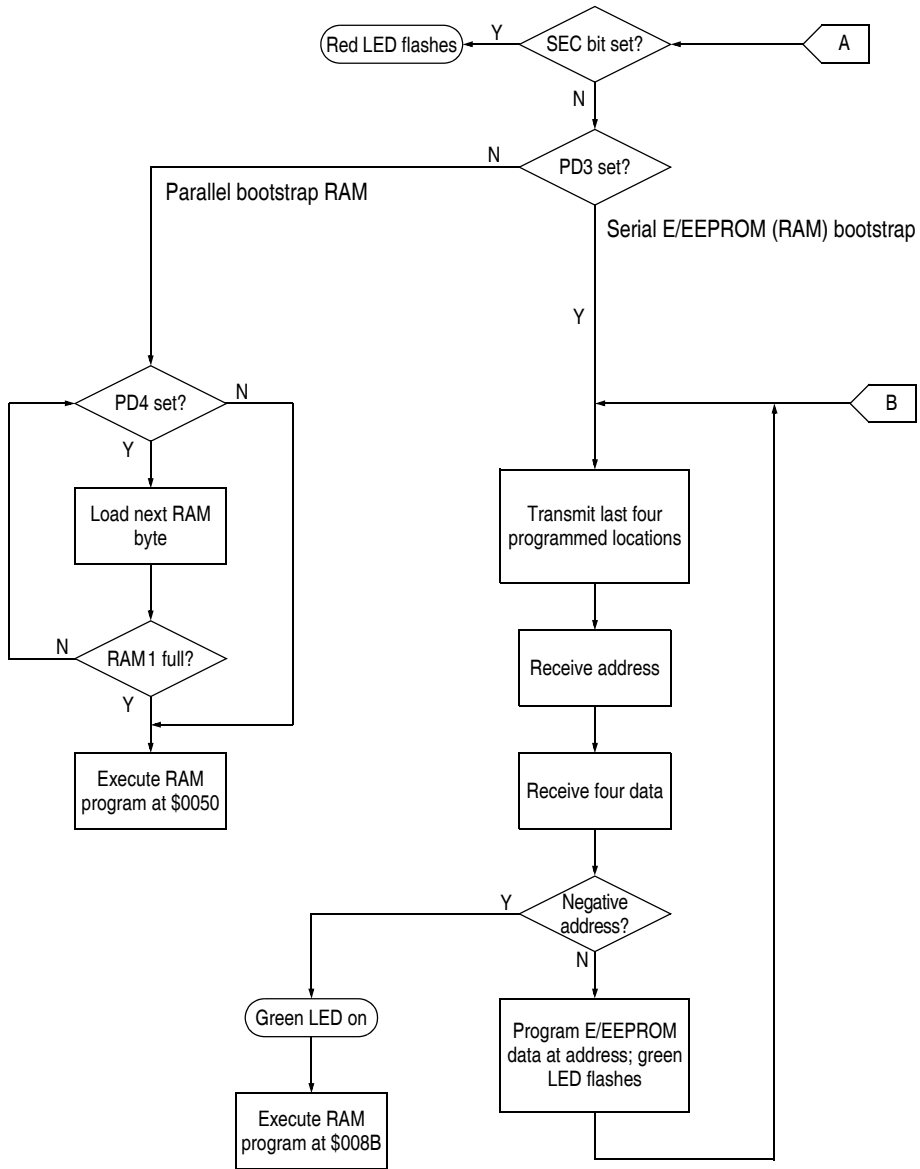 Y
Red LED flashes
SEC bit set?
A
N
N
PD3 set?
Parallel bootstrap RAM
Serial E/EEPROM (RAM) bootstrap
Y
PD4 set?
N
B
Y
Load next RAM
byte
Transmit last four
programmed locations
N
RAM1 full?
Receive address
Y
Execute RAM
program at $0050
Receive four data
Y
Negative
address?
N
Green LED on
Program E/EEPROM
data at address; green
LED flashes
Execute RAM
program at $008B